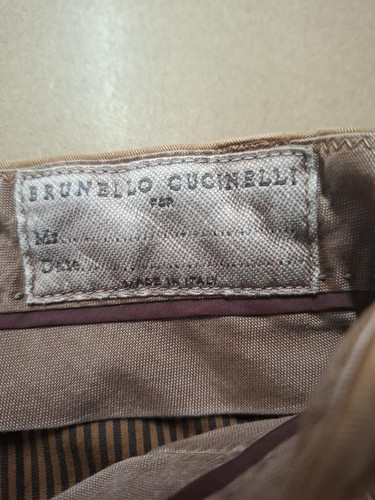 BRUNELLO CUCINELLI
FOR
Mr.
Date
MADE IN ITALY